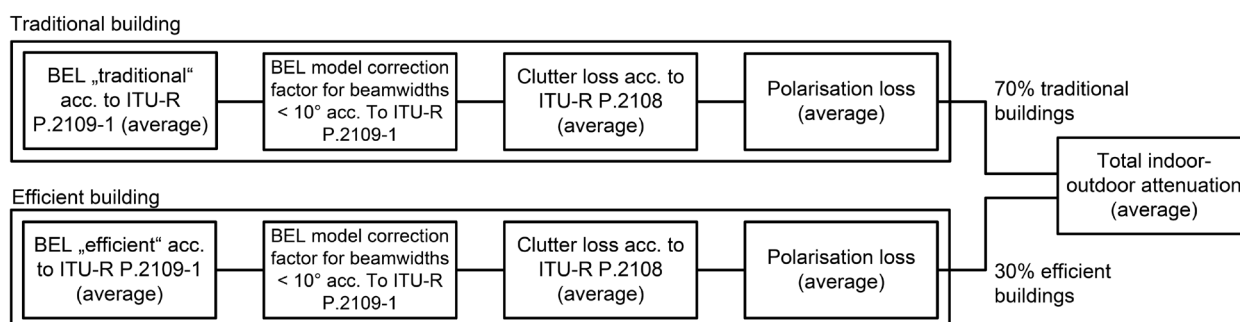 Traditional building
BEL „traditional“
acc. to ITU-R
P.2109-1 (average)
BEL model correction
factor for beamwidths
< 10° acc. To ITU-R
P.2109-1
Clutter loss acc. to
ITU-R P.2108
(average)
Polarisation loss
(average)
70% traditional
buildings
Total indoor-
outdoor attenuation
(average)
Efficient building
BEL „efficient“ acc.
to ITU-R P.2109-1
(average)
BEL model correction
factor for beamwidths
< 10° acc. To ITU-R
P.2109-1
Clutter loss acc. to
ITU-R P.2108
(average)
Polarisation loss
(average)
30% efficient
buildings